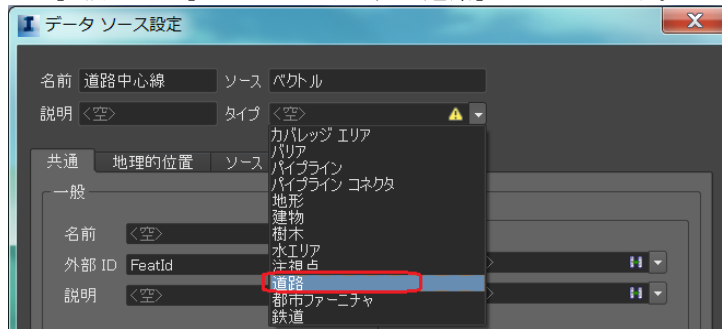 データ ソース設定
名前 道路中心線 ソース ベクトル
説明 <空> タイプ <空>
カバレッジ エリア
バリア
共通 地理的位置 ソース
パイプライン
パイプライン コネクタ
一般
地形
建物
名前 <空>
樹木
水エリア
外部 ID FeatId
注視点
説明 <空>
道路
都市ファーニチャ
鉄道